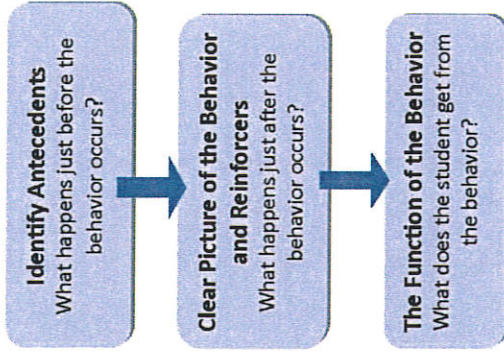 Identify Antecedents
What happens just before the
behavior occurs?
Clear Picture of the Behavior
and Reinforcers
What happens just after the
behavior occurs?
The Function of the Behavior
What does the student get from
the behavior?